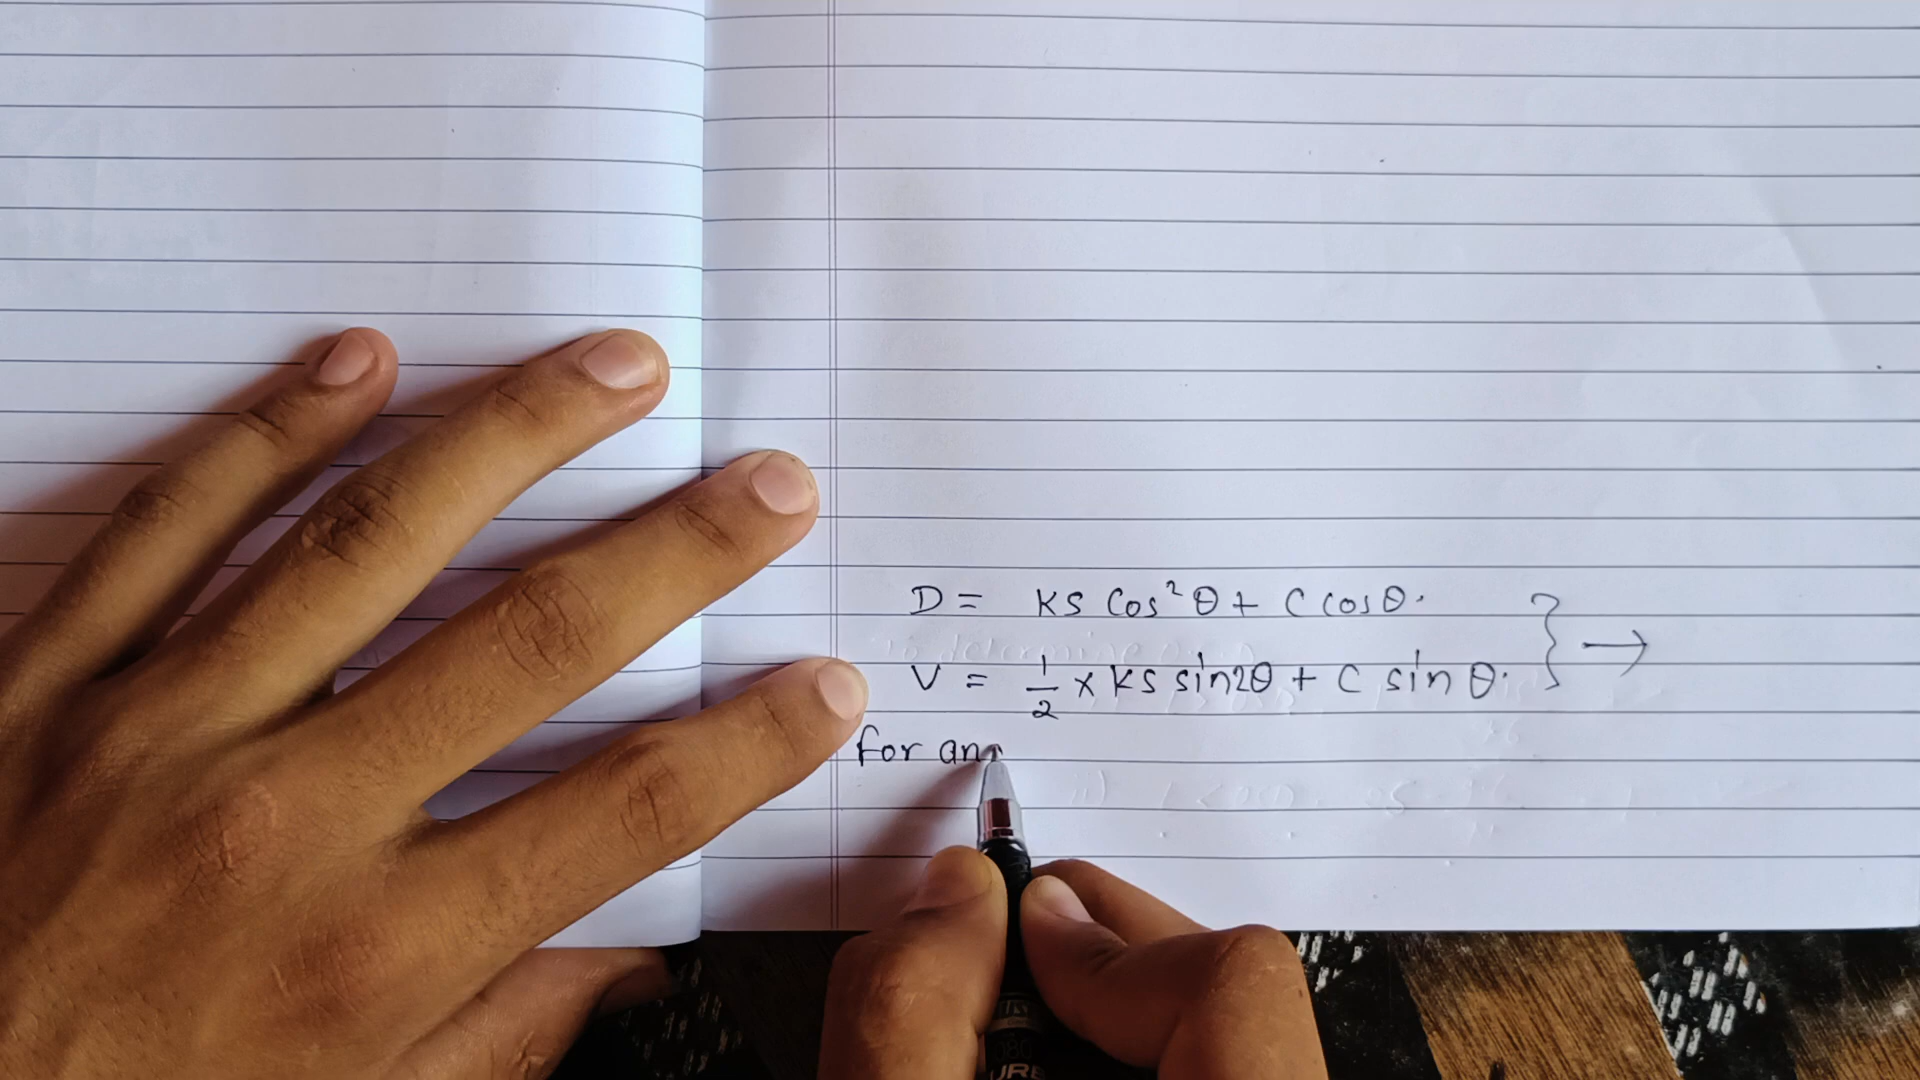 D = KS Cos²θ + C cosθ.
V = 1/2 × KS sin2θ + C sin θ. } →
for an